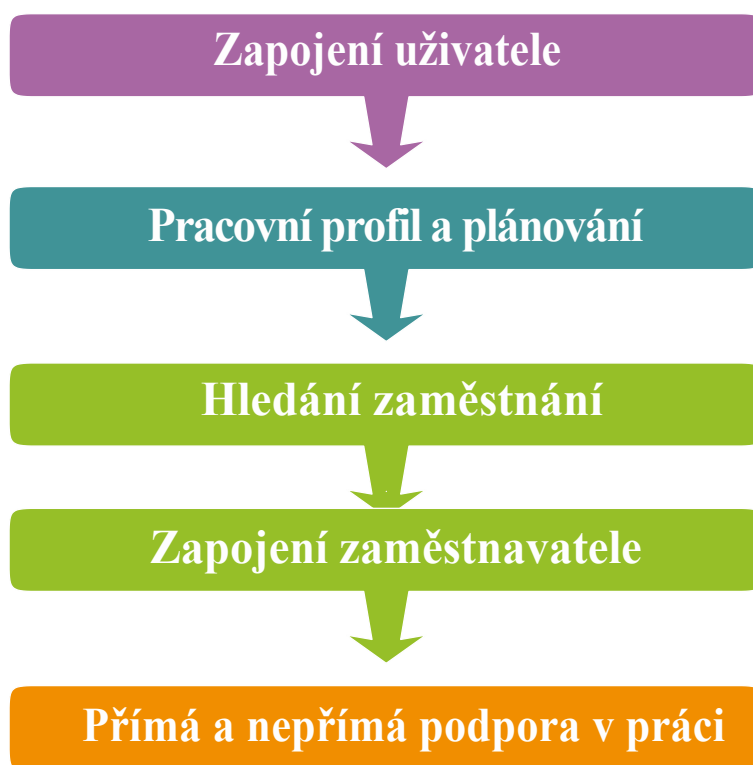 Zapojení uživatele
Pracovní profil a plánování
Hledání zaměstnání
Zapojení zaměstnavatele
Přímá a nepřímá podpora v práci